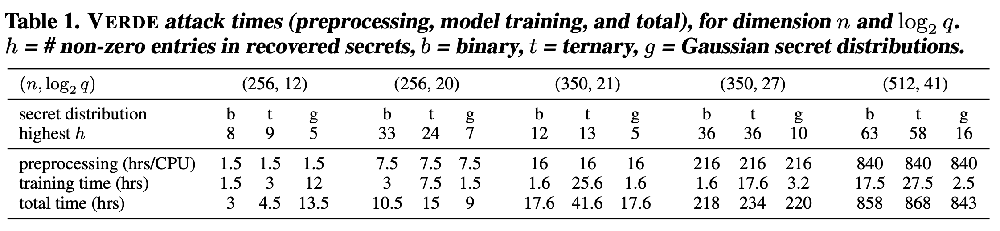 Table 1. VERDE attack times (preprocessing, model training, and total), for dimension n and log₂ q.
h = # non-zero entries in recovered secrets, b = binary, t = ternary, g = Gaussian secret distributions.
(n, log₂ q) (256, 12) (256, 20) (350, 21) (350, 27) (512, 41)
secret distribution b t g b t g b t g b t g b t g
highest h 8 9 5 33 24 7 12 13 5 36 36 10 63 58 16
preprocessing (hrs/CPU) 1.5 1.5 1.5 7.5 7.5 7.5 16 16 16 216 216 216 840 840 840
training time (hrs) 1.5 3 12 3 7.5 1.5 1.6 25.6 1.6 1.6 17.6 3.2 17.5 27.5 2.5
total time (hrs) 3 4.5 13.5 10.5 15 9 17.6 41.6 17.6 218 234 220 858 868 843